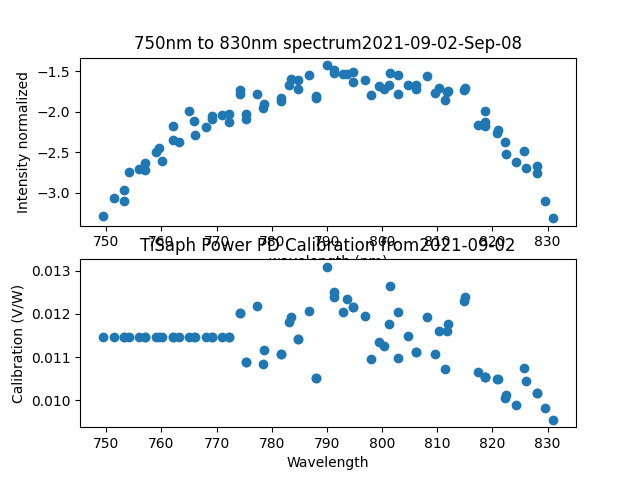 750nm to 830nm spectrum2021-09-02-Sep-08
Intensity normalized
−1.5
−2.0
−2.5
−3.0
750 760 770 780 790 800 810 820 830
wavelength (nm)
TiSaph Power PD Calibration from2021-09-02
Calibration (V/W)
0.013
0.012
0.011
0.010
750 760 770 780 790 800 810 820 830
Wavelength